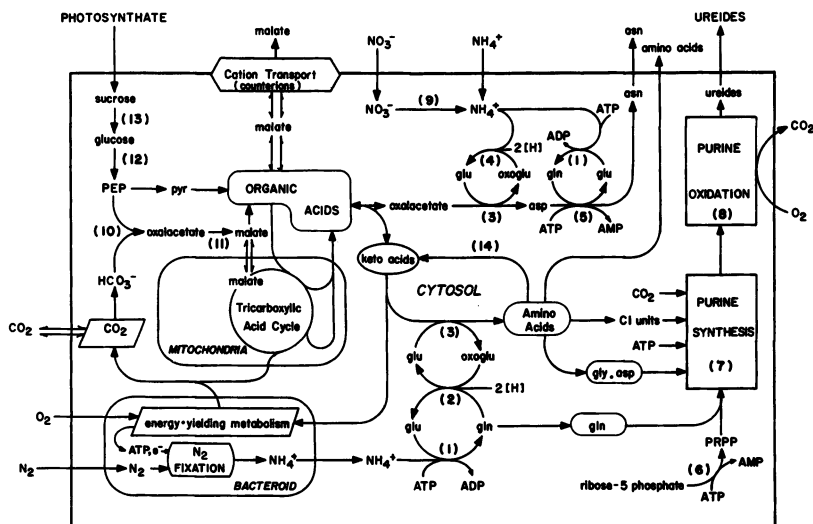 PHOTOSYNTHATE
malate
NO3−
NH4+
asn
amino acids
UREIDES
Cation Transport
(counterions)
sucrose
(13)
glucose
(12)
PEP
pyr
malate
ORGANIC
ACIDS
NO3−
(9)
NH4+
ATP
asn
ureides
ADP
2[H]
(4)
(1)
glu
oxoglu
gln
glu
oxalacetate
(3)
asp
(5)
ATP
AMP
PURINE
OXIDATION
(8)
CO2
O2
(10)
oxalacetate
(11)
malate
HCO3−
malate
keto acids
(14)
CYTOSOL
Tricarboxylic
Acid Cycle
MITOCHONDRIA
CO2
CO2
Amino
Acids
CO2
C1 units
ATP
gly, asp
PURINE
SYNTHESIS
(7)
(3)
glu
oxoglu
(2)
2[H]
glu
gln
gln
(1)
ATP
ADP
O2
energy-yielding metabolism
ATP,e−
N2
FIXATION
N2
N2
NH4+
NH4+
BACTEROID
PRPP
(6)
AMP
ribose-5 phosphate
ATP